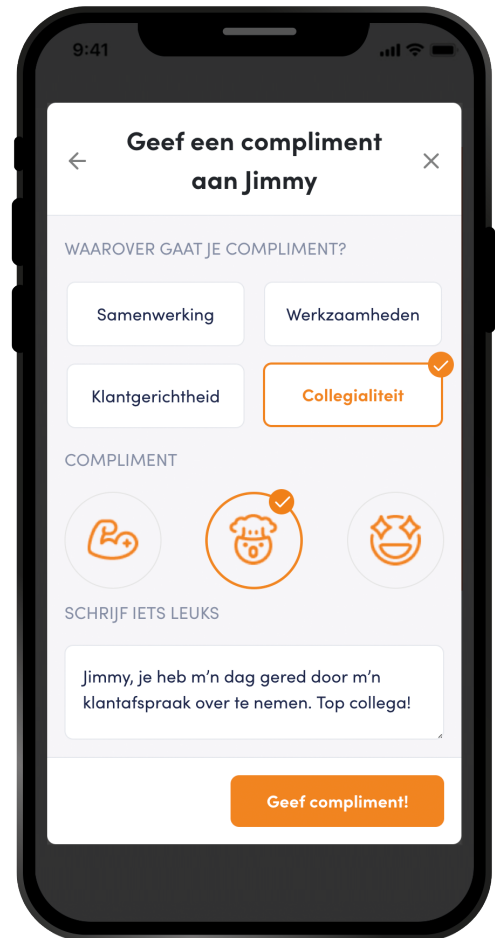 9:41
Geef een compliment
aan Jimmy
WAAROVER GAAT JE COMPLIMENT?
Samenwerking
Werkzaamheden
Klantgerichtheid
Collegialiteit
COMPLIMENT
SCHRIJF IETS LEUKS
Jimmy, je heb m’n dag gered door m’n
klantafspraak over te nemen. Top collega!
Geef compliment!